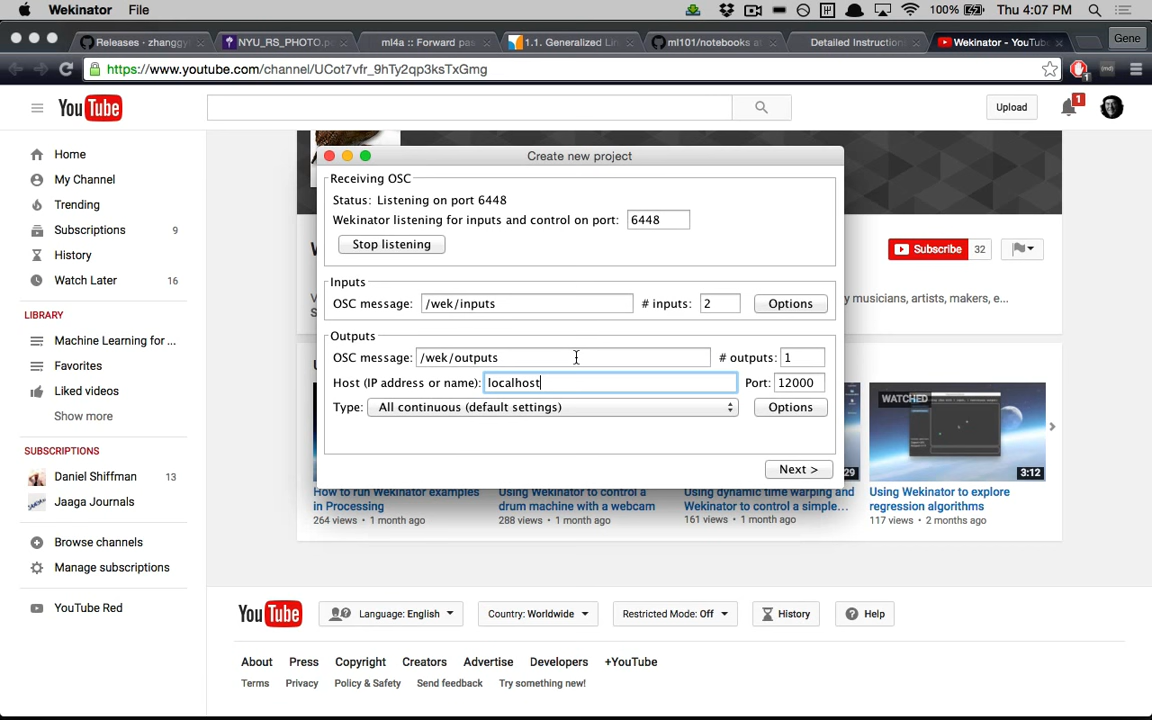 Wekinator File 100% Thu 4:07 PM
Releases · zhanggy NYU_RS_PHOTO.p ml4a :: Forward pas 1.1. Generalized Li ml101/notebooks at Detailed Instruction Wekinator - YouTub Gene
https://www.youtube.com/channel/UCot7vfr_9hTy2qp3ksTxGmg
YouTube Upload 1
Home
My Channel
Trending
Subscriptions 9
History
Watch Later 16
LIBRARY
Machine Learning for ...
Favorites
Liked videos
Show more
SUBSCRIPTIONS
Daniel Shiffman 13
Jaaga Journals
Browse channels
Manage subscriptions
YouTube Red
Create new project
Receiving OSC
Status: Listening on port 6448
Wekinator listening for inputs and control on port: 6448
Stop listening
Inputs
OSC message: /wek/inputs # inputs: 2 Options
Outputs
OSC message: /wek/outputs # outputs: 1
Host (IP address or name): localhost Port: 12000
Type: All continuous (default settings) Options
Next >
Subscribe 32
y musicians, artists, makers, e...
WATCHED
:29 3:12
How to run Wekinator examples in Processing
264 views • 1 month ago
Using Wekinator to control a drum machine with a webcam
288 views • 1 month ago
Using dynamic time warping and Wekinator to control a simple...
161 views • 2 month ago
Using Wekinator to explore regression algorithms
117 views • 2 months ago
YouTube Language: English Country: Worldwide Restricted Mode: Off History Help
About Press Copyright Creators Advertise Developers +YouTube
Terms Privacy Policy & Safety Send feedback Try something new!